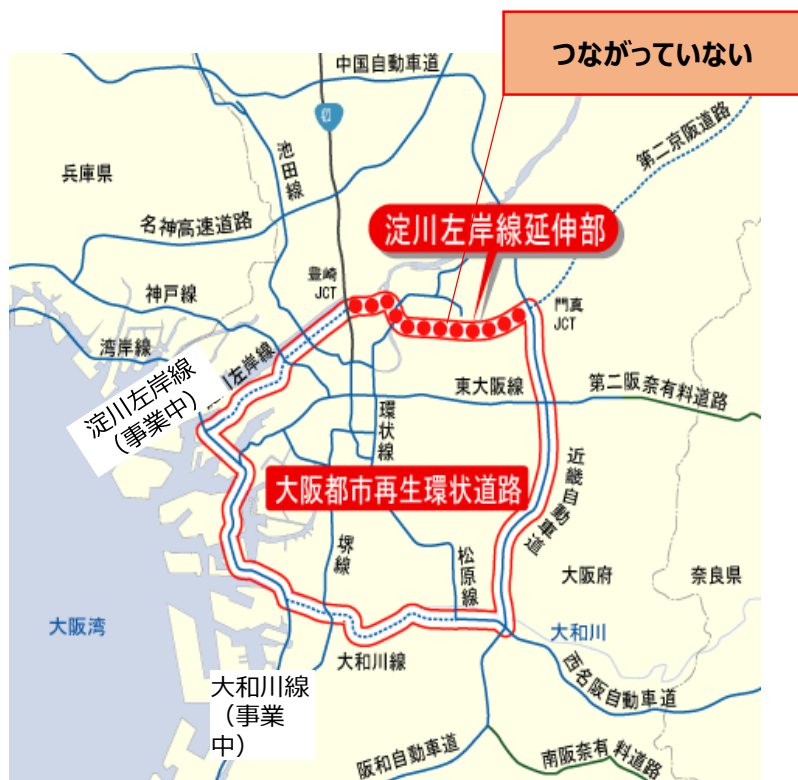 つながっていない
中国自動車道
池田線
兵庫県
第二京阪道路
名神高速道路
淀川左岸線延伸部
豊崎
JCT
神戸線
門真
JCT
湾岸線
左岸線
淀川左岸線
（事業中）
東大阪線
第二阪奈有料道路
環状線
大阪都市再生環状道路
近畿自動車道
堺線
松原線
大阪府
奈良県
大阪湾
大和川
大和川線
大和川線
（事業
中）
西名阪自動車道
阪和自動車道
南阪奈有料道路